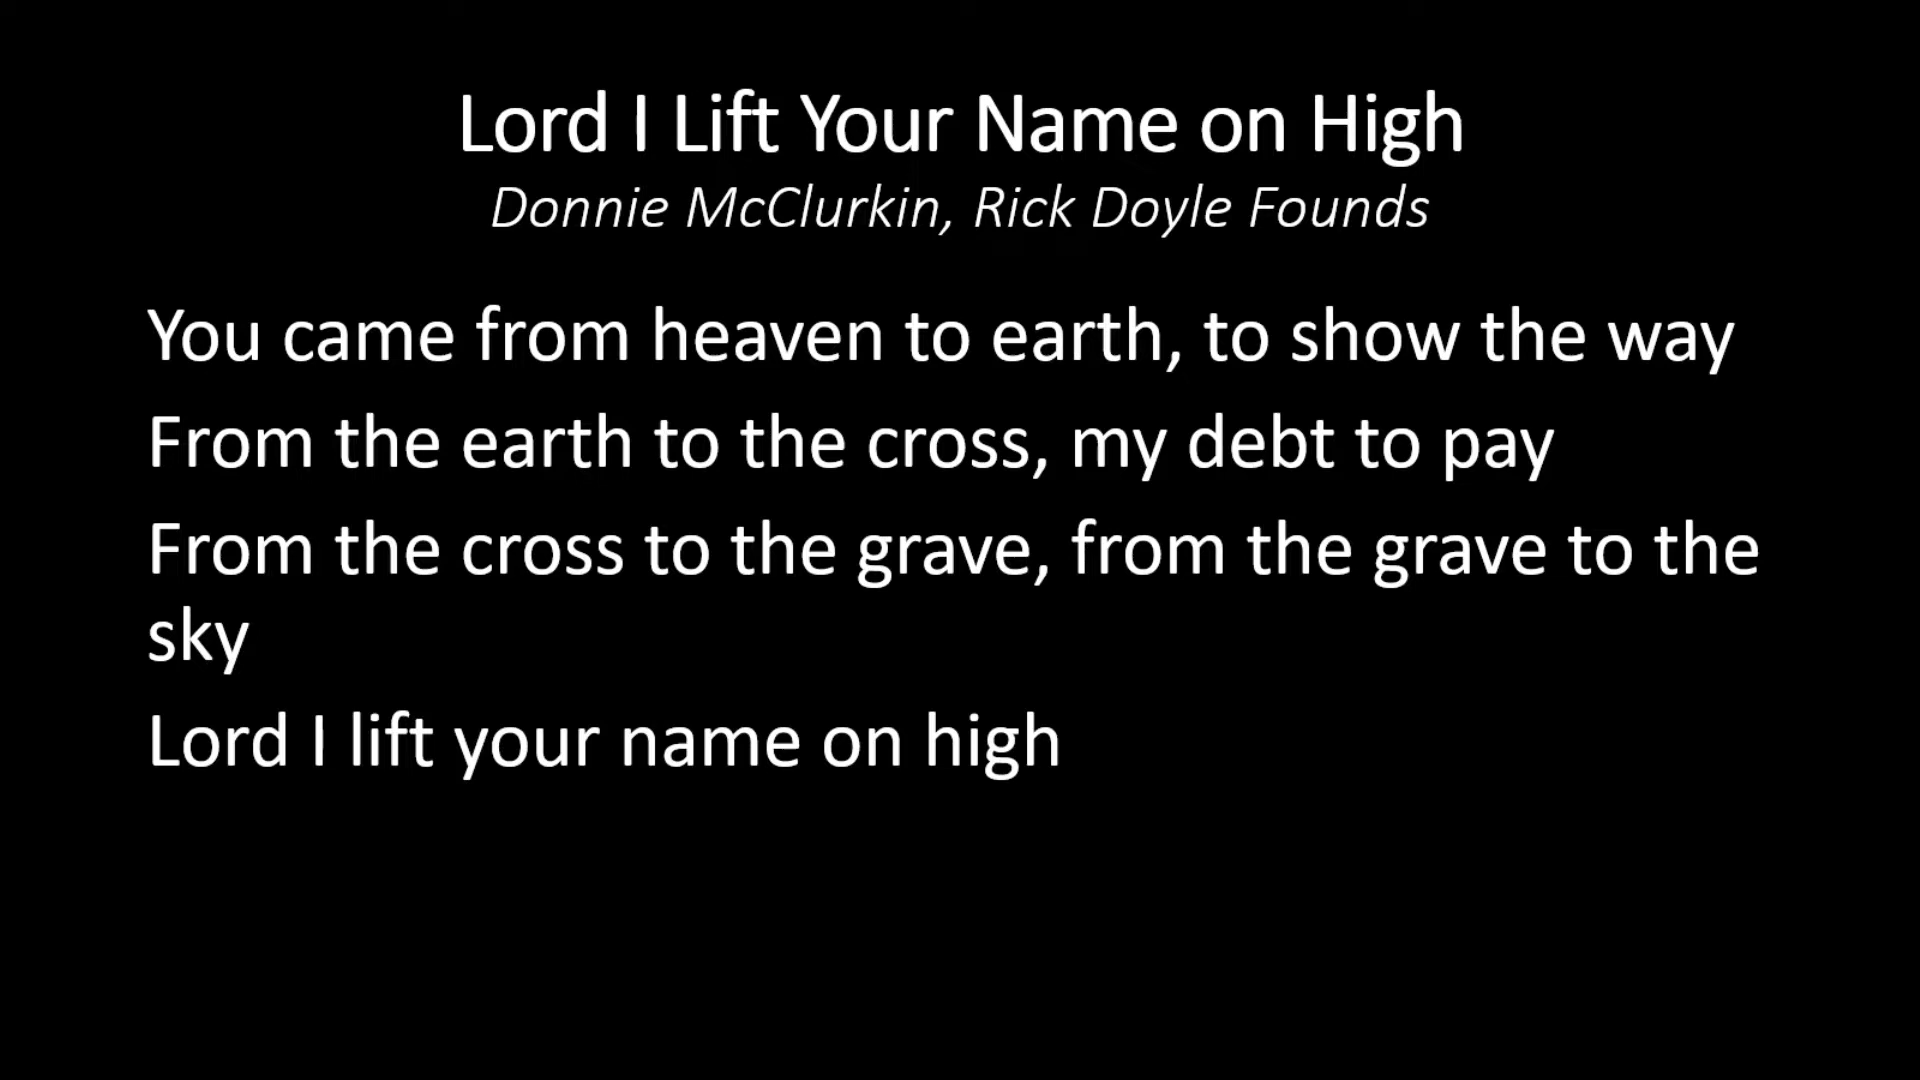 Lord I Lift Your Name on High
Donnie McClurkin, Rick Doyle Founds
You came from heaven to earth, to show the way
From the earth to the cross, my debt to pay
From the cross to the grave, from the grave to the
sky
Lord I lift your name on high